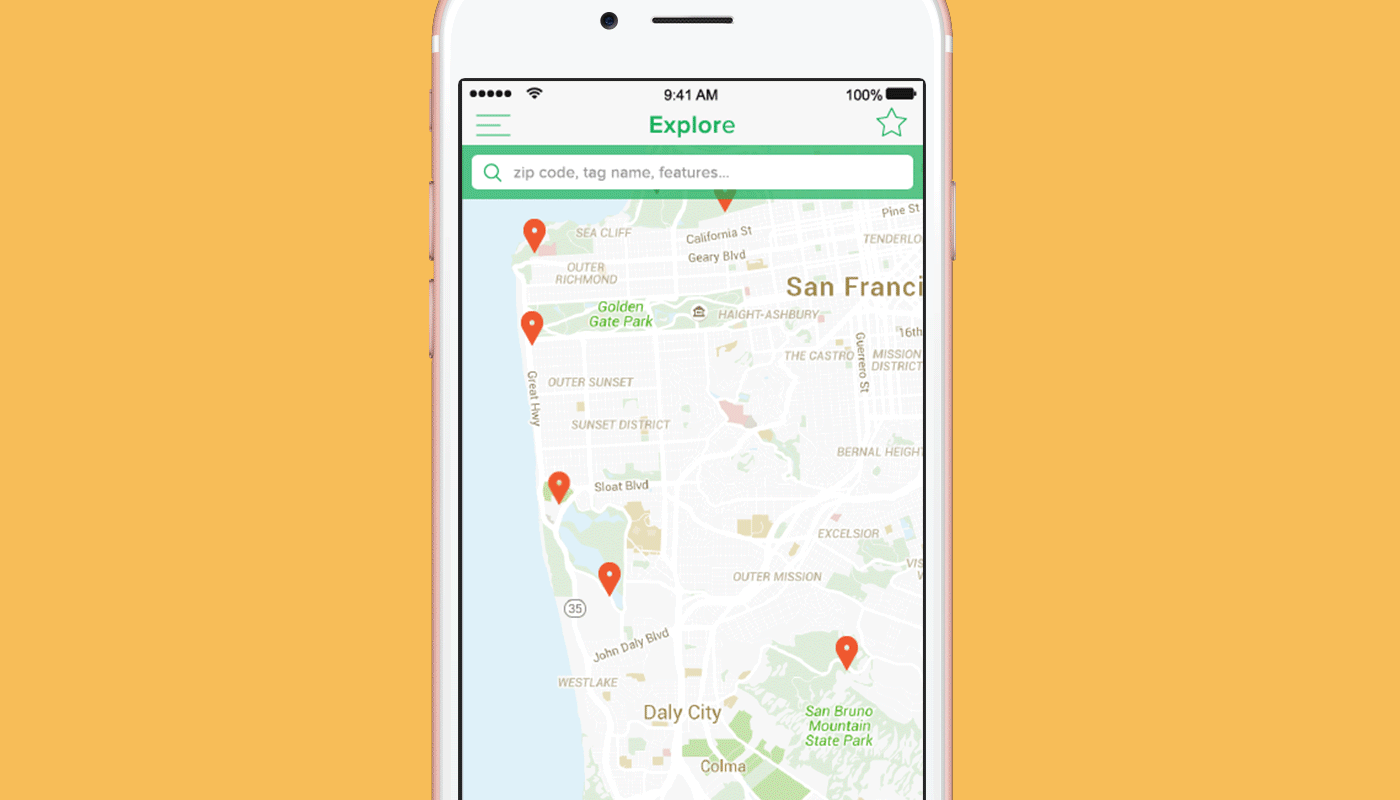 9:41 AM
100%
Explore
zip code, tag name, features...
Pine St
SEA CLIFF
California St
TENDERLO
Geary Blvd
OUTER
RICHMOND
San Franci
Golden
Gate Park
HAIGHT-ASHBURY
16th
Guerrero St
THE CASTRO
MISSION
DISTRICT
Great Hwy
OUTER SUNSET
SUNSET DISTRICT
BERNAL HEIGH
Sloat Blvd
EXCELSIOR
VIS
OUTER MISSION
35
John Daly Blvd
WESTLAKE
Daly City
San Bruno
Mountain
State Park
Colma